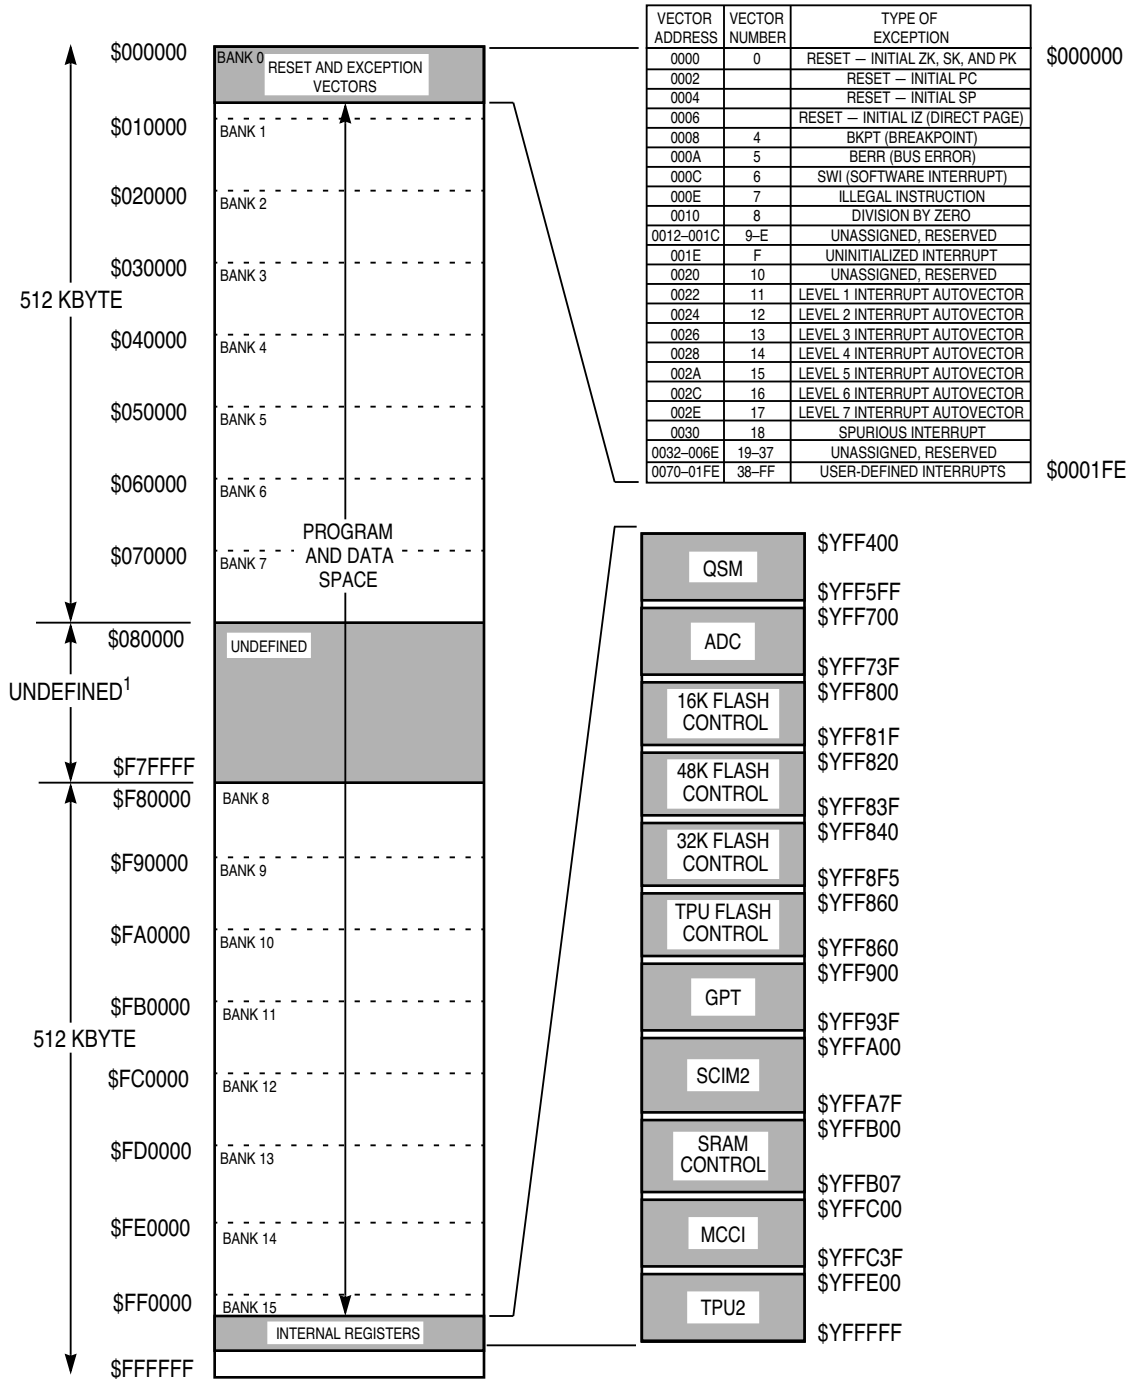 VECTOR ADDRESS VECTOR NUMBER TYPE OF EXCEPTION
0000 0 RESET — INITIAL ZK, SK, AND PK
0002 RESET — INITIAL PC
0004 RESET — INITIAL SP
0006 RESET — INITIAL IZ (DIRECT PAGE)
0008 4 BKPT (BREAKPOINT)
000A 5 BERR (BUS ERROR)
000C 6 SWI (SOFTWARE INTERRUPT)
000E 7 ILLEGAL INSTRUCTION
0010 8 DIVISION BY ZERO
0012–001C 9–E UNASSIGNED, RESERVED
001E F UNINITIALIZED INTERRUPT
0020 10 UNASSIGNED, RESERVED
0022 11 LEVEL 1 INTERRUPT AUTOVECTOR
0024 12 LEVEL 2 INTERRUPT AUTOVECTOR
0026 13 LEVEL 3 INTERRUPT AUTOVECTOR
0028 14 LEVEL 4 INTERRUPT AUTOVECTOR
002A 15 LEVEL 5 INTERRUPT AUTOVECTOR
002C 16 LEVEL 6 INTERRUPT AUTOVECTOR
002E 17 LEVEL 7 INTERRUPT AUTOVECTOR
0030 18 SPURIOUS INTERRUPT
0032–006E 19–37 UNASSIGNED, RESERVED
0070–01FE 38–FF USER-DEFINED INTERRUPTS
$000000
$0001FE
$000000
BANK 0
RESET AND EXCEPTION
VECTORS
$010000
BANK 1
$020000
BANK 2
$030000
BANK 3
512 KBYTE
$040000
BANK 4
$050000
BANK 5
$060000
BANK 6
$070000
BANK 7
PROGRAM
AND DATA
SPACE
$080000
UNDEFINED
UNDEFINED1
$F7FFFF
$F80000
BANK 8
$F90000
BANK 9
$FA0000
BANK 10
$FB0000
BANK 11
512 KBYTE
$FC0000
BANK 12
$FD0000
BANK 13
$FE0000
BANK 14
$FF0000
BANK 15
INTERNAL REGISTERS
$FFFFFF
$YFF400
QSM
$YFF5FF
$YFF700
ADC
$YFF73F
$YFF800
16K FLASH
CONTROL
$YFF81F
$YFF820
48K FLASH
CONTROL
$YFF83F
$YFF840
32K FLASH
CONTROL
$YFF8F5
$YFF860
TPU FLASH
CONTROL
$YFF860
$YFF900
GPT
$YFF93F
$YFFA00
SCIM2
$YFFA7F
$YFFB00
SRAM
CONTROL
$YFFB07
$YFFC00
MCCI
$YFFC3F
$YFFE00
TPU2
$YFFFFF